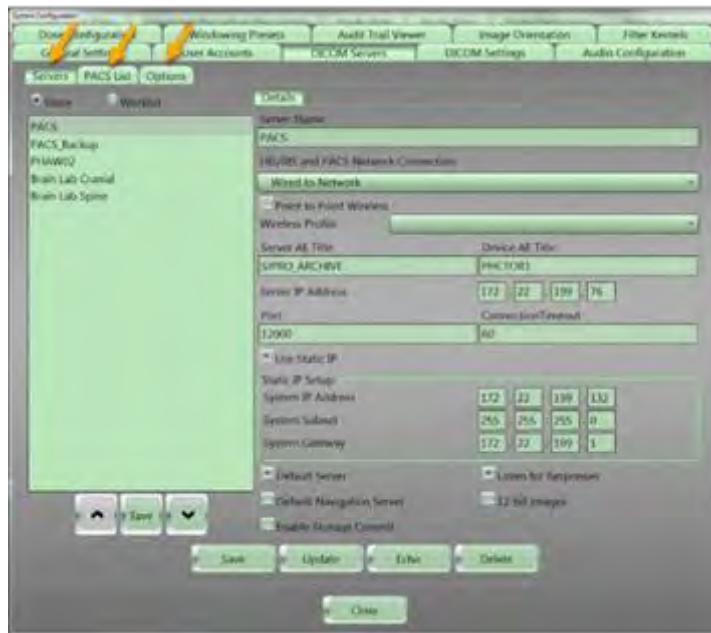 System Configuration
Windowing Presets
Audit Trail Viewer
Image Orientation
Filter Kernels
User Accounts
DICOM Servers
DICOM Settings
Audio Configuration
Servers
PACS List
Options
Store
Worklist
Details
PACS
PACS_Backup
PHAW02
Brain Lab Cranial
Brain Lab Spine
Server Name
PACS
HIS/RIS and PACS Network Connection
Wired to Network
Point to Point Wireless
Wireless Profile
Server AE Title
Device AE Title
Server IP Address
172 . 22 . 199 . 76
Port
Connection Timeout
12000
60
Use Static IP
Static IP Setup
System IP Address
172 . 22 . 199 . 132
System Subnet
255 . 255 . 255 . 0
System Gateway
172 . 22 . 199 . 1
Default Server
Listen for Responses
Default Navigation Server
12 bit images
Enable Storage Commit
Save
Save
Update
Echo
Delete
Close